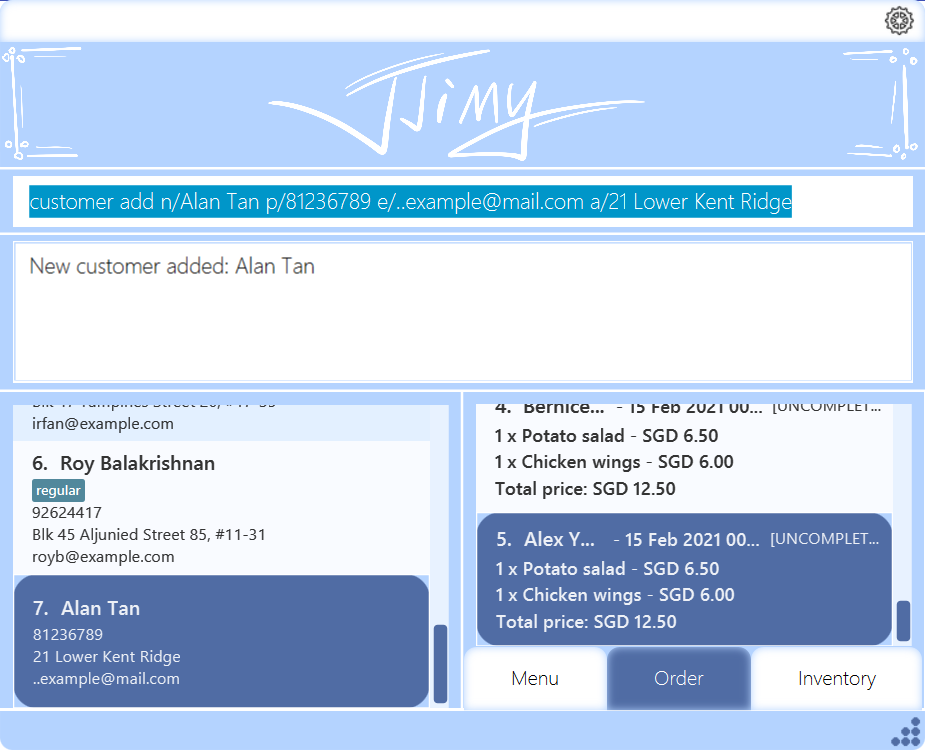 JJIMY
customer add n/Alan Tan p/81236789 e/..example@mail.com a/21 Lower Kent Ridge
New customer added: Alan Tan
irfan@example.com
6. Roy Balakrishnan
regular
92624417
Blk 45 Aljunied Street 85, #11-31
royb@example.com
7. Alan Tan
81236789
21 Lower Kent Ridge
..example@mail.com
4. Bernice... - 15 Feb 2021 00... [UNCOMPLET...
1 x Potato salad - SGD 6.50
1 x Chicken wings - SGD 6.00
Total price: SGD 12.50
5. Alex Y... - 15 Feb 2021 00... [UNCOMPLET...
1 x Potato salad - SGD 6.50
1 x Chicken wings - SGD 6.00
Total price: SGD 12.50
Menu
Order
Inventory